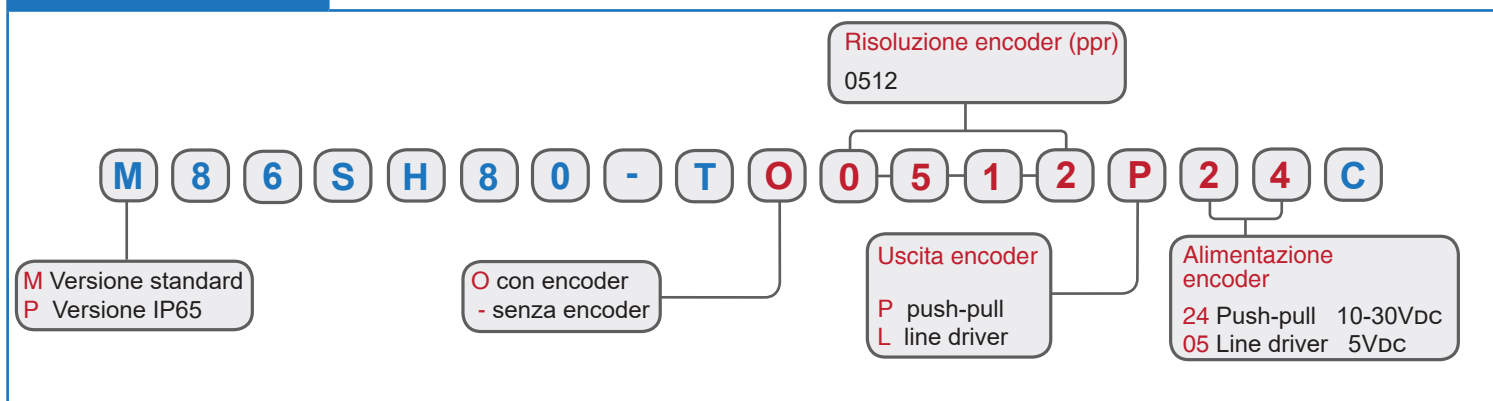 Risoluzione encoder (ppr)
0512
M 8 6 S H 8 0 - T O 0 5 1 2 P 2 4 C
M Versione standard
P Versione IP65
O con encoder
- senza encoder
Uscita encoder
P push-pull
L line driver
Alimentazione
encoder
24 Push-pull 10-30VDC
05 Line driver 5VDC